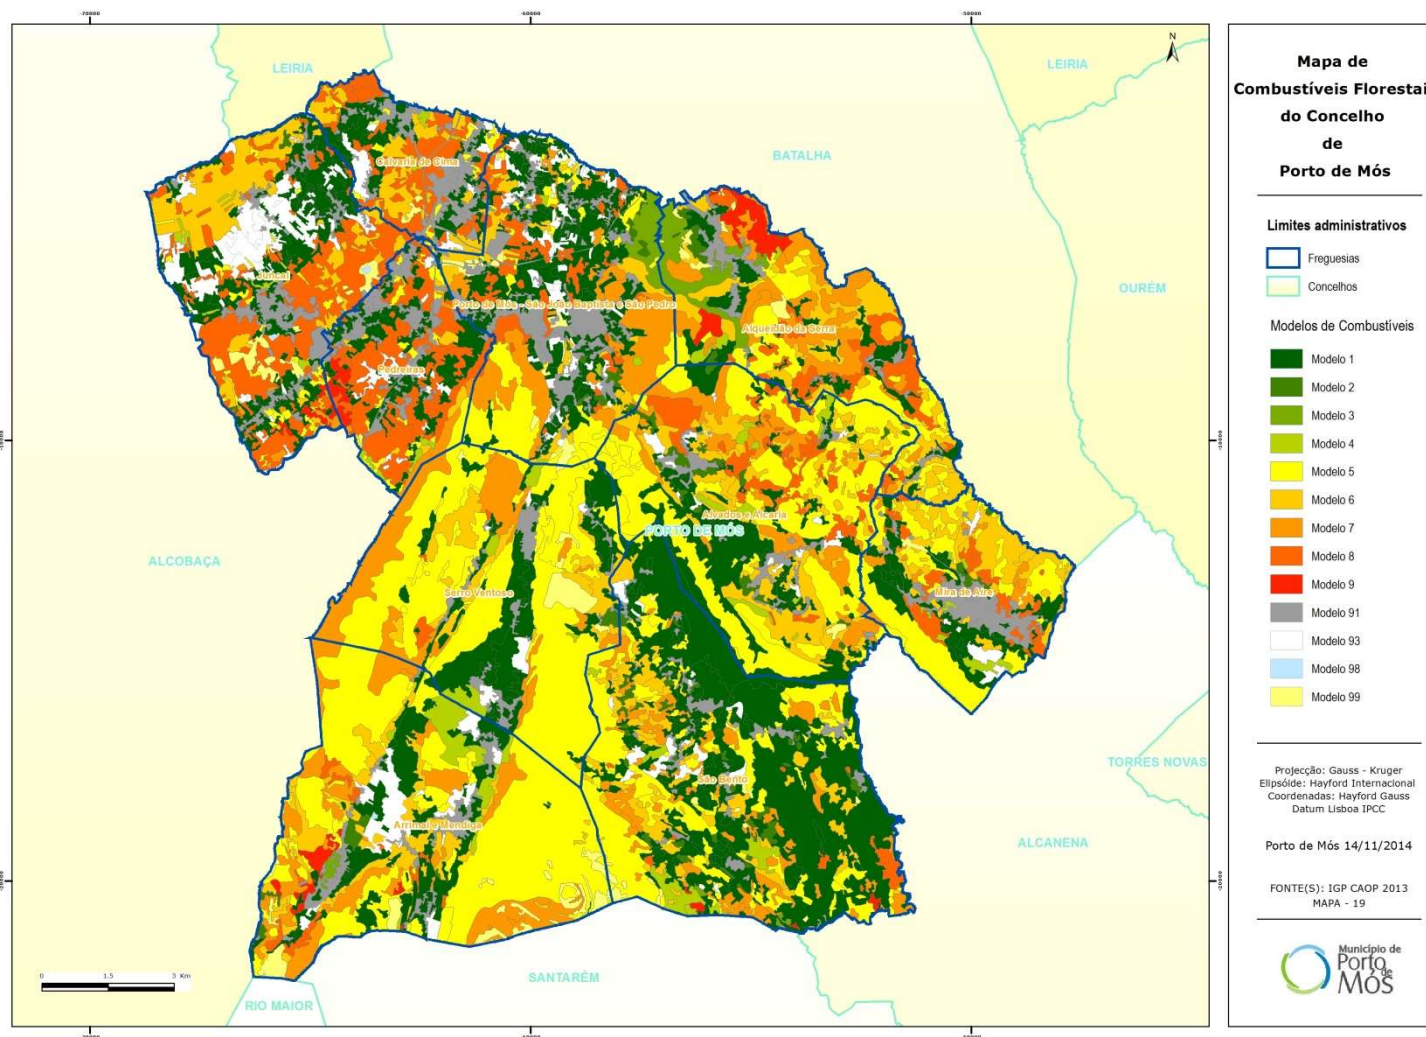 -70000
-60000
-50000
N
LEIRIA
LEIRIA
BATALHA
OURÉM
Calvaria de Cima
Juncal
Porto de Mós - São João Baptista e São Pedro
Alqueidão da Serra
Pedreiras
Alvados e Alcaria
PORTO DE MÓS
ALCOBAÇA
Serro Ventoso
Mira de Aire
TORRES NOVAS
São Bento
Arrimal e Mendiga
ALCANENA
SANTARÉM
RIO MAIOR
0 1.5 3 Km
Mapa de
Combustíveis Florestai
do Concelho
de
Porto de Mós
Limites administrativos
Freguesias
Concelhos
Modelos de Combustíveis
Modelo 1
Modelo 2
Modelo 3
Modelo 4
Modelo 5
Modelo 6
Modelo 7
Modelo 8
Modelo 9
Modelo 91
Modelo 93
Modelo 98
Modelo 99
Projecção: Gauss - Kruger
Elipsóide: Hayford Internacional
Coordenadas: Hayford Gauss
Datum Lisboa IPCC
Porto de Mós 14/11/2014
FONTE(S): IGP CAOP 2013
MAPA - 19
Município de
Porto de
Mós